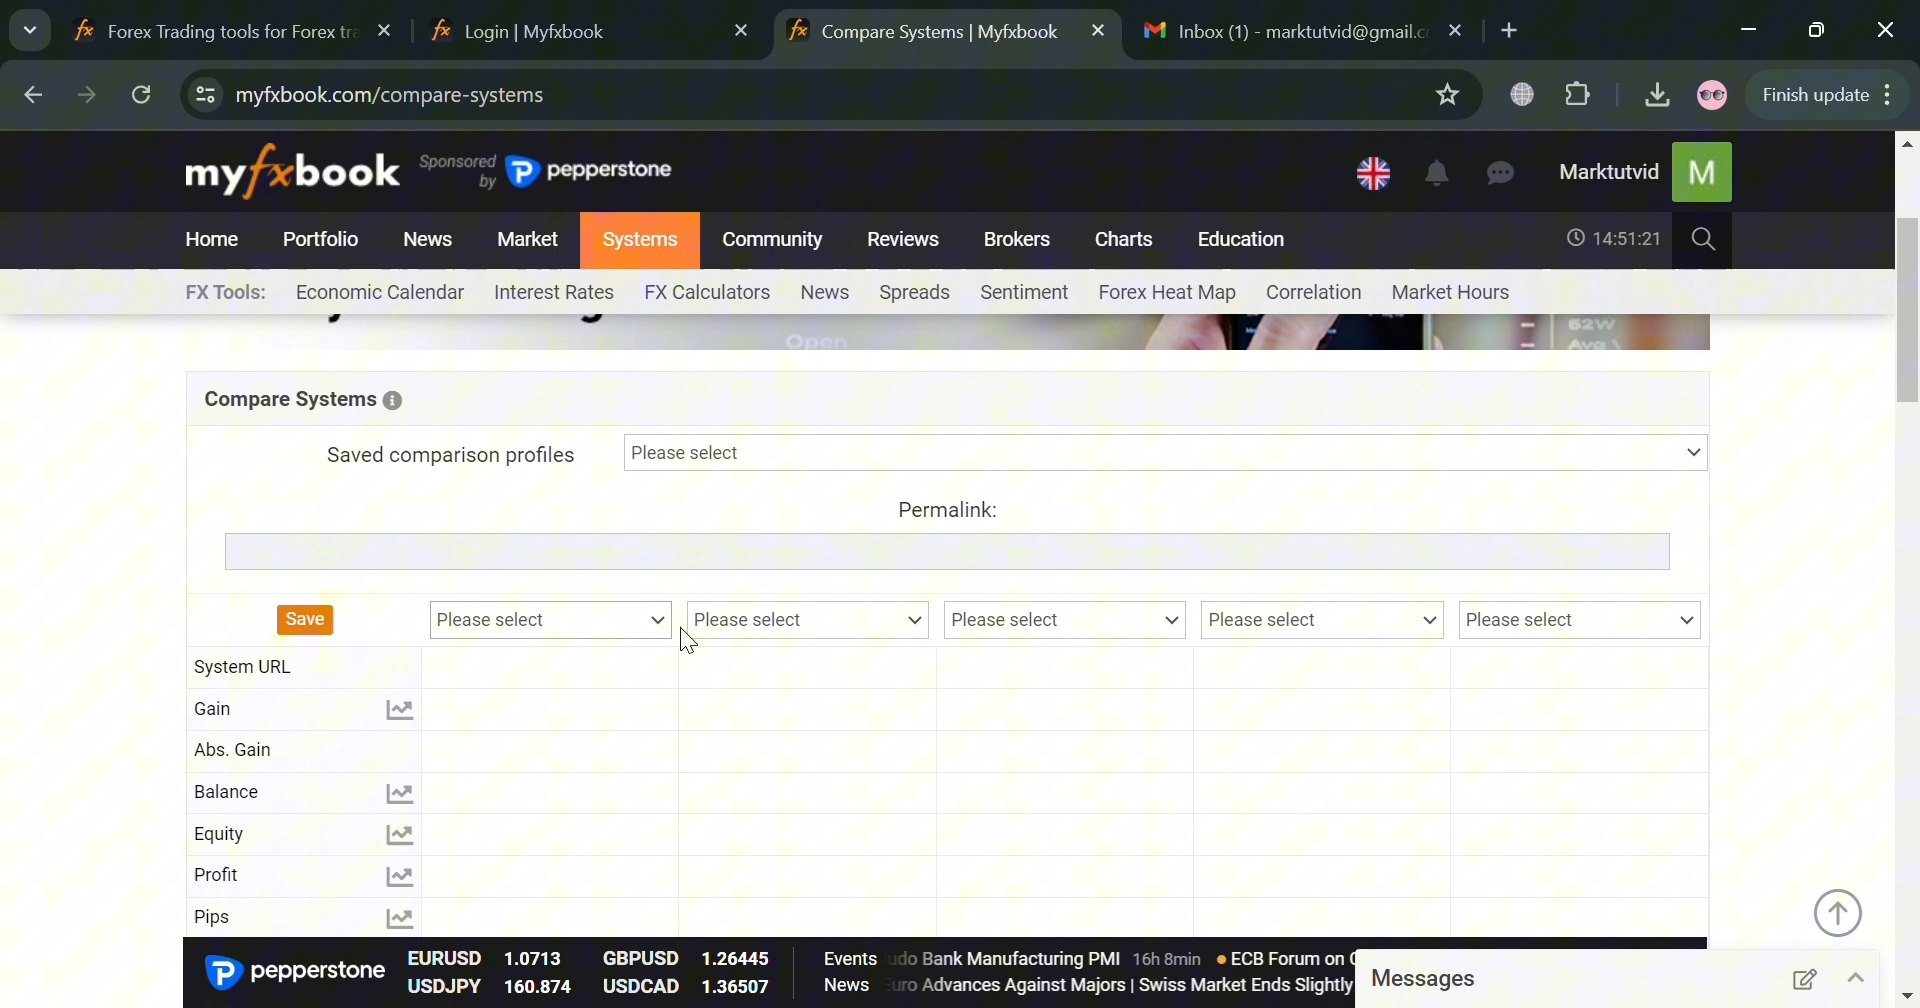 Forex Trading tools for Forex tra
Login | Myfxbook
Compare Systems | Myfxbook
Inbox (1) - marktutvid@gmail.c
myfxbook.com/compare-systems
Finish update
myfxbook
Sponsored by
pepperstone
Marktutvid
M
Home
Portfolio
News
Market
Systems
Community
Reviews
Brokers
Charts
Education
14:51:21
FX Tools:
Economic Calendar
Interest Rates
FX Calculators
News
Spreads
Sentiment
Forex Heat Map
Correlation
Market Hours
Open
52W
Compare Systems
Saved comparison profiles
Please select
Permalink:
Save
Please select
Please select
Please select
Please select
Please select
System URL
Gain
Abs. Gain
Balance
Equity
Profit
Pips
pepperstone
EURUSD 1.0713
GBPUSD 1.26445
USDJPY 160.874
USDCAD 1.36507
Events udo Bank Manufacturing PMI 16h 8min ECB Forum on
News Euro Advances Against Majors | Swiss Market Ends Slightly
Messages